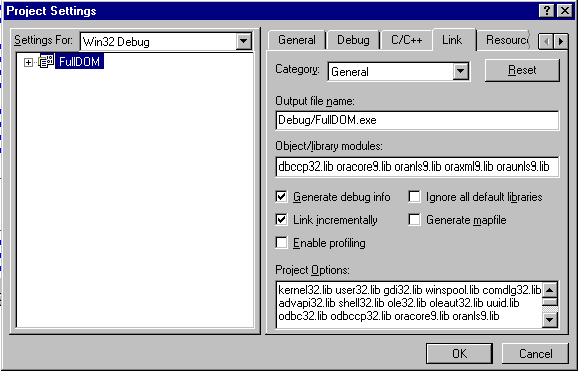 Project Settings
Settings For: Win32 Debug
FullDOM
General Debug C/C++ Link Resource
Category: General Reset
Output file name:
Debug/FullDOM.exe
Object/library modules:
dbccp32.lib oracore9.lib oranls9.lib oraxml9.lib oraunls9.lib
Generate debug info Ignore all default libraries
Link incrementally Generate mapfile
Enable profiling
Project Options:
kernel32.lib user32.lib gdi32.lib winspool.lib comdlg32.lib
advapi32.lib shell32.lib ole32.lib oleaut32.lib uuid.lib
odbc32.lib odbccp32.lib oracore9.lib oranls9.lib
OK Cancel